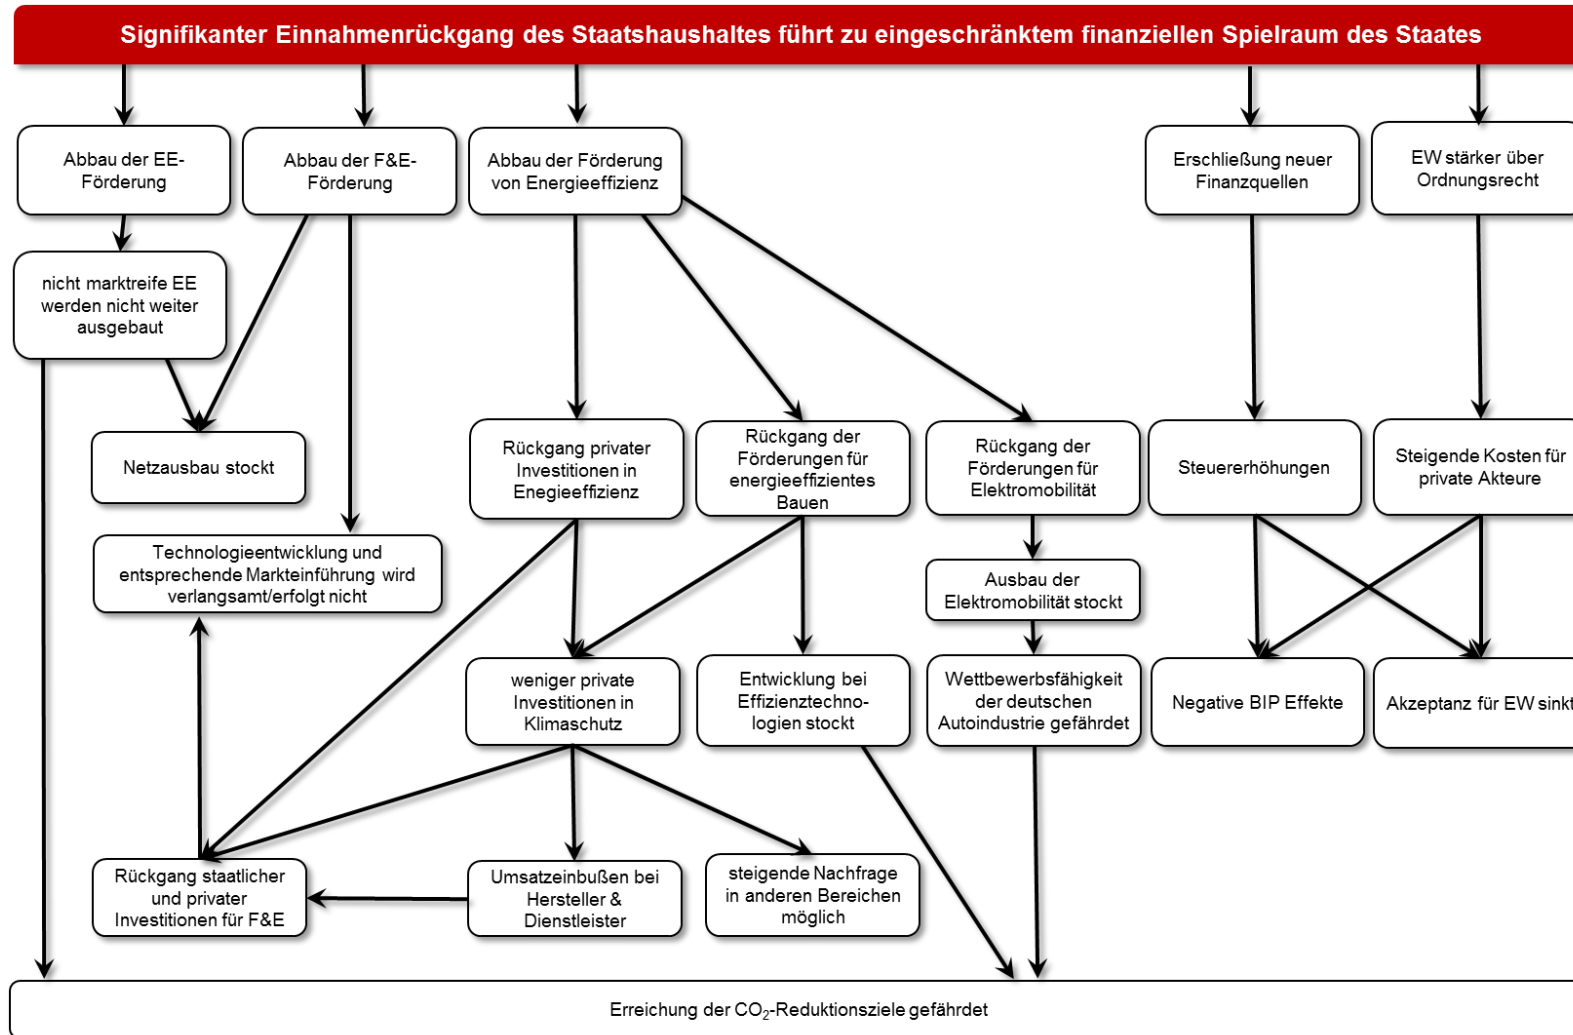 Signifikanter Einnahmenrückgang des Staatshaushaltes führt zu eingeschränktem finanziellen Spielraum des Staates
Abbau der EE-
Förderung
Abbau der F&E-
Förderung
Abbau der Förderung
von Energieeffizienz
Erschließung neuer
Finanzquellen
EW stärker über
Ordnungsrecht
nicht marktreife EE
werden nicht weiter
ausgebaut
Netzausbau stockt
Rückgang privater
Investitionen in
Enegieeffizienz
Rückgang der
Förderungen für
energieeffizientes
Bauen
Rückgang der
Förderungen für
Elektromobilität
Steuererhöhungen
Steigende Kosten für
private Akteure
Technologieentwicklung und
entsprechende Markteinführung wird
verlangsamt/erfolgt nicht
Ausbau der
Elektromobilität stockt
weniger private
Investitionen in
Klimaschutz
Entwicklung bei
Effizienztechno-
logien stockt
Wettbewerbsfähigkeit
der deutschen
Autoindustrie gefährdet
Negative BIP Effekte
Akzeptanz für EW sinkt
Rückgang staatlicher
und privater
Investitionen für F&E
Umsatzeinbußen bei
Hersteller &
Dienstleister
steigende Nachfrage
in anderen Bereichen
möglich
Erreichung der CO₂-Reduktionsziele gefährdet